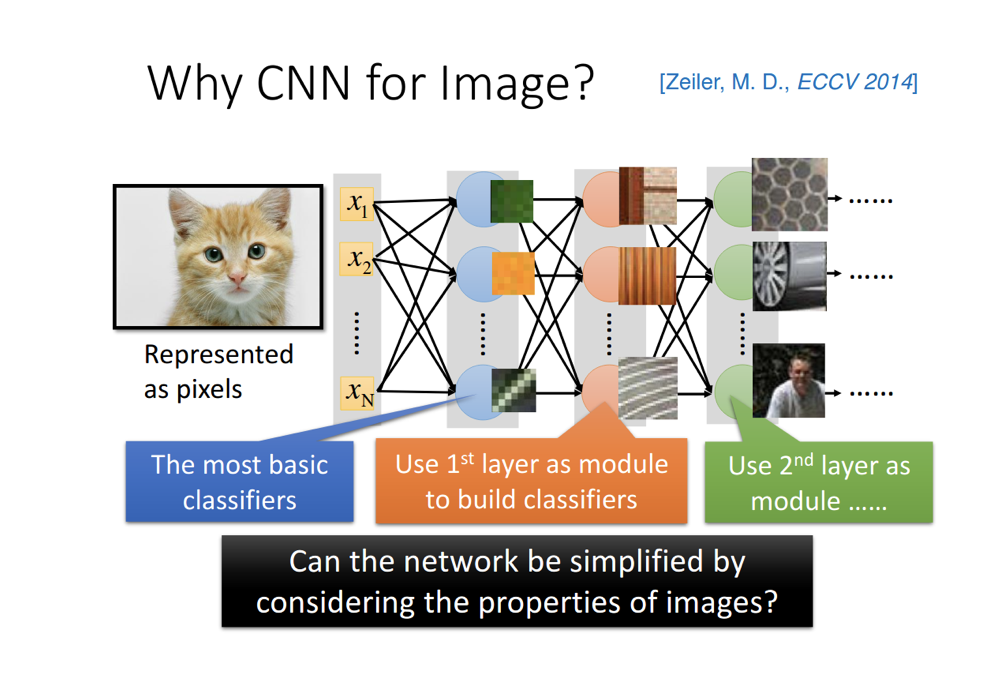 Why CNN for Image?
[Zeiler, M. D., ECCV 2014]
x1
x2
……
xN
……
……
……
……
……
……
Represented
as pixels
The most basic
classifiers
Use 1st layer as module
to build classifiers
Use 2nd layer as
module ……
Can the network be simplified by
considering the properties of images?